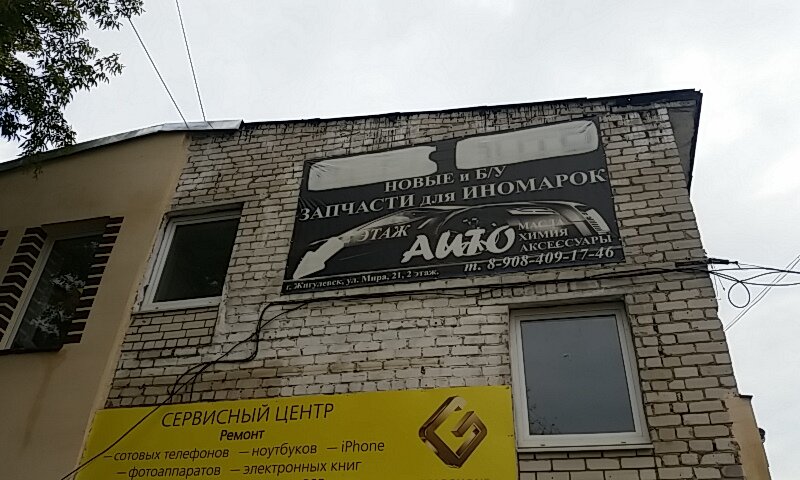 НОВЫЕ и Б/У
ЗАПЧАСТИ для ИНОМАРОК
ЭТАЖ
АВТО
МАСЛА
ХИМИЯ
АКСЕССУАРЫ
т. 8-908-409-17-46
г. Жигулевск, ул. Мира, 21, 2 этаж.
СЕРВИСНЫЙ ЦЕНТР
Ремонт
—сотовых телефонов —ноутбуков —iPhone
—фотоаппаратов —электронных книг